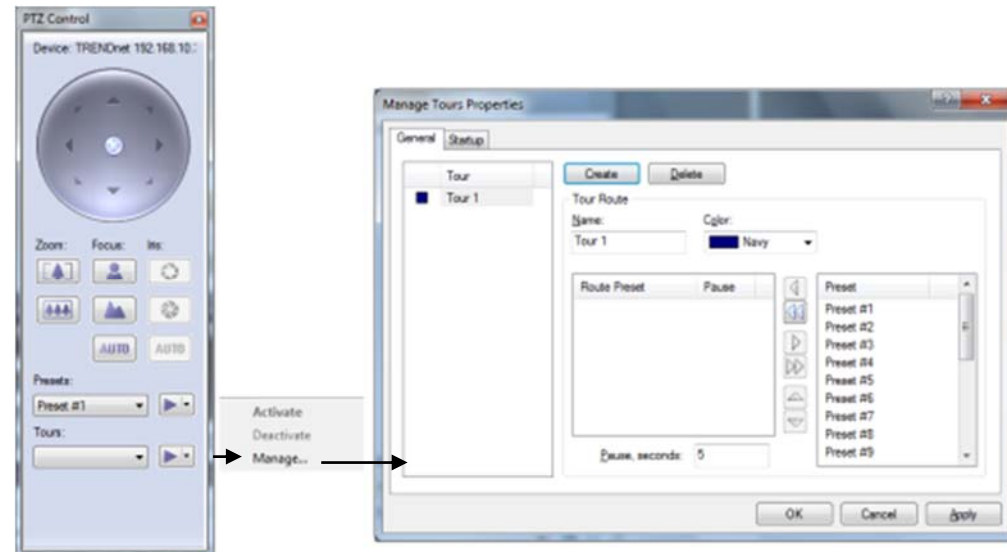 PTZ Control
Device: TRENDnet 192.168.10.
Zoom: Focus: Iris:
AUTO AUTO
Presets:
Preset #1
Tours:
Activate
Deactivate
Manage...
Manage Tours Properties
General Startup
Tour
Tour 1
Create Delete
Tour Route
Name: Color:
Tour 1 Navy
Route Preset Pause
Preset
Preset #1
Preset #2
Preset #3
Preset #4
Preset #5
Preset #6
Preset #7
Preset #8
Preset #9
Pause, seconds: 5
OK Cancel Apply